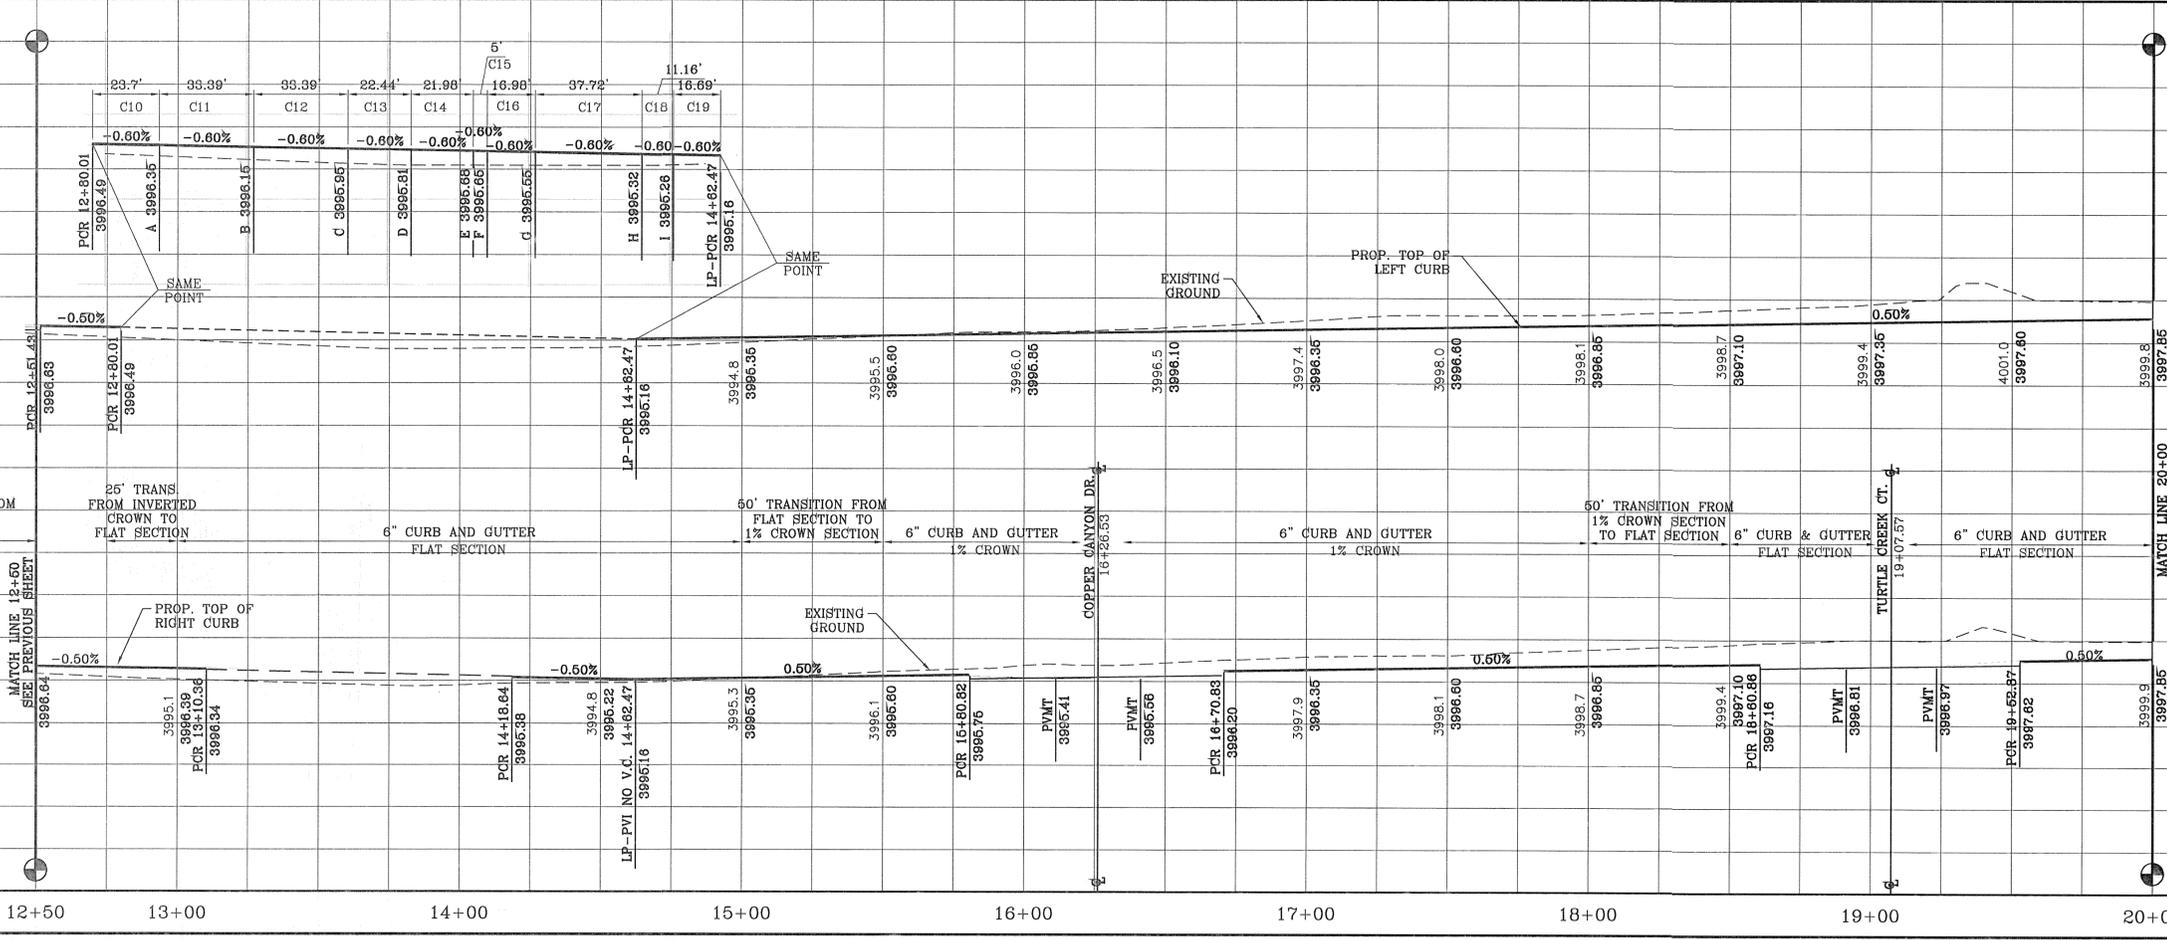 5'
C15
11.16'
23.7'
33.39'
33.39'
22.44'
21.98'
16.98'
37.72'
16.69'
C10
C11
C12
C13
C14
C16
C17
C18
C19
-0.60%
-0.60%
-0.60%
-0.60%
-0.60%
-0.60%
-0.60%
-0.60%
-0.60
-0.60%
PCR 12+80.01
3996.49
A 3996.35
B 3996.15
C 3995.95
D 3995.81
E 3995.68
F 3995.65
G 3995.55
H 3995.32
I 3995.26
LP-PCR 14+62.47
3995.16
SAME
POINT
SAME
POINT
EXISTING
GROUND
PROP. TOP OF
LEFT CURB
-0.50%
0.50%
PCR 12+51.42
3996.63
PCR 12+80.01
3996.49
LP-PCR 14+62.47
3995.16
3994.8
3995.35
3995.5
3995.60
3996.0
3995.85
3996.5
3996.10
3997.4
3996.35
3998.0
3996.60
3998.1
3996.85
3998.7
3997.10
3999.4
3997.35
4001.0
3997.60
3999.8
3997.85
OM
25' TRANS.
FROM INVERTED
CROWN TO
FLAT SECTION
6" CURB AND GUTTER
FLAT SECTION
50' TRANSITION FROM
FLAT SECTION TO
1% CROWN SECTION
6" CURB AND GUTTER
1% CROWN
COPPER CANYON DR.
16+26.53
6" CURB AND GUTTER
1% CROWN
50' TRANSITION FROM
1% CROWN SECTION
TO FLAT SECTION
6" CURB & GUTTER
FLAT SECTION
TURTLE CREEK CT.
19+07.57
6" CURB AND GUTTER
FLAT SECTION
MATCH LINE 20+00
MATCH LINE 12+50
SEE PREVIOUS SHEET
PROP. TOP OF
RIGHT CURB
EXISTING
GROUND
-0.50%
-0.50%
0.50%
0.50%
0.50%
3996.64
3995.1
3996.39
PCR 13+10.36
3996.34
PCR 14+18.64
3995.38
3994.8
3995.22
LP-PVI NO V.C. 14+62.47
3995.16
3995.3
3995.35
3996.1
3995.60
PCR 15+80.82
3995.75
PVMT
3995.41
PVMT
3995.56
PCR 16+70.83
3996.20
3997.9
3996.35
3998.1
3996.60
3998.7
3996.85
3999.4
3997.10
PCR 18+60.86
3997.16
PVMT
3996.81
PVMT
3996.97
PCR 19+52.87
3997.62
3999.9
3997.85
12+50
13+00
14+00
15+00
16+00
17+00
18+00
19+00
20+0